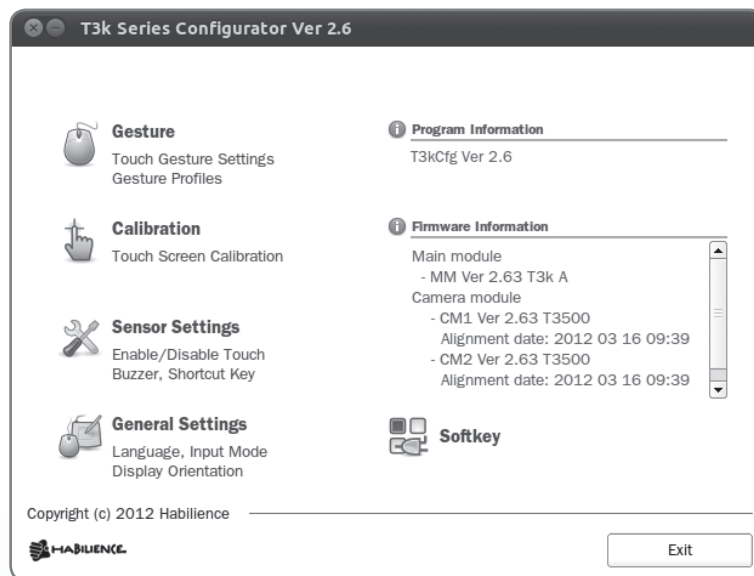 T3k Series Configurator Ver 2.6
Gesture
Touch Gesture Settings
Gesture Profiles
Calibration
Touch Screen Calibration
Sensor Settings
Enable/Disable Touch
Buzzer, Shortcut Key
General Settings
Language, Input Mode
Display Orientation
Program Information
T3kCfg Ver 2.6
Firmware Information
Main module
- MM Ver 2.63 T3k A
Camera module
- CM1 Ver 2.63 T3500
Alignment date: 2012 03 16 09:39
- CM2 Ver 2.63 T3500
Alignment date: 2012 03 16 09:39
Softkey
Copyright (c) 2012 Habilience
HABILIENCE
Exit